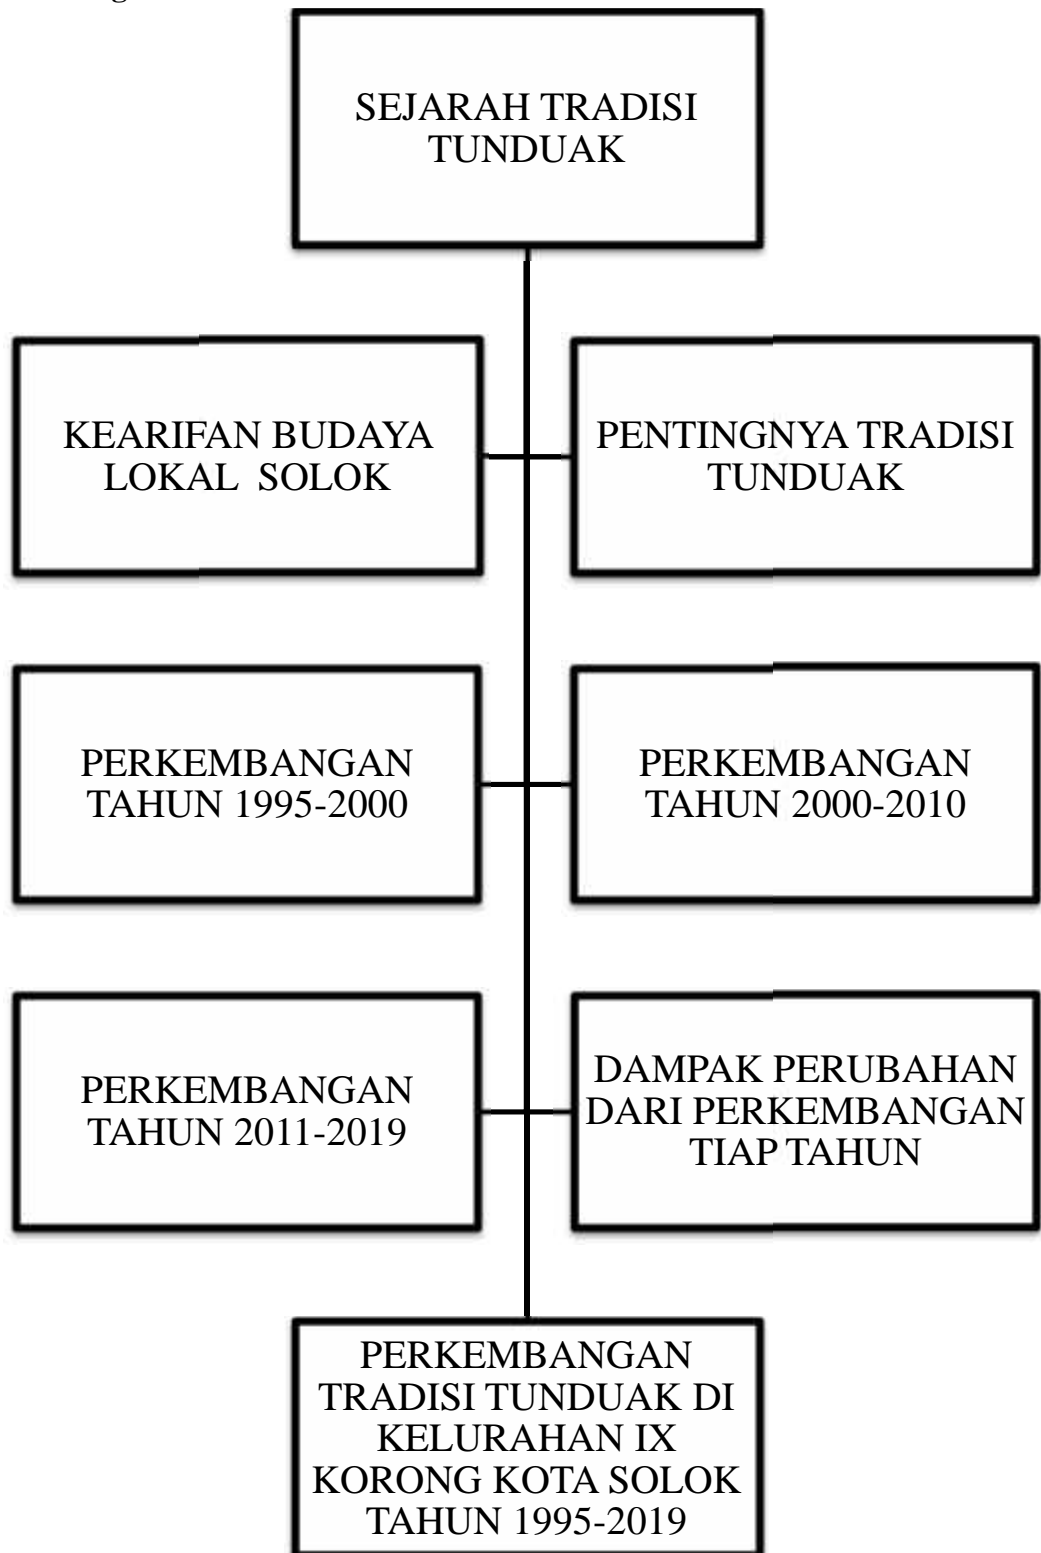 SEJARAH TRADISI
TUNDUAK
KEARIFAN BUDAYA
LOKAL SOLOK
PENTINGNYA TRADISI
TUNDUAK
PERKEMBANGAN
TAHUN 1995-2000
PERKEMBANGAN
TAHUN 2000-2010
PERKEMBANGAN
TAHUN 2011-2019
DAMPAK PERUBAHAN
DARI PERKEMBANGAN
TIAP TAHUN
PERKEMBANGAN
TRADISI TUNDUAK DI
KELURAHAN IX
KORONG KOTA SOLOK
TAHUN 1995-2019